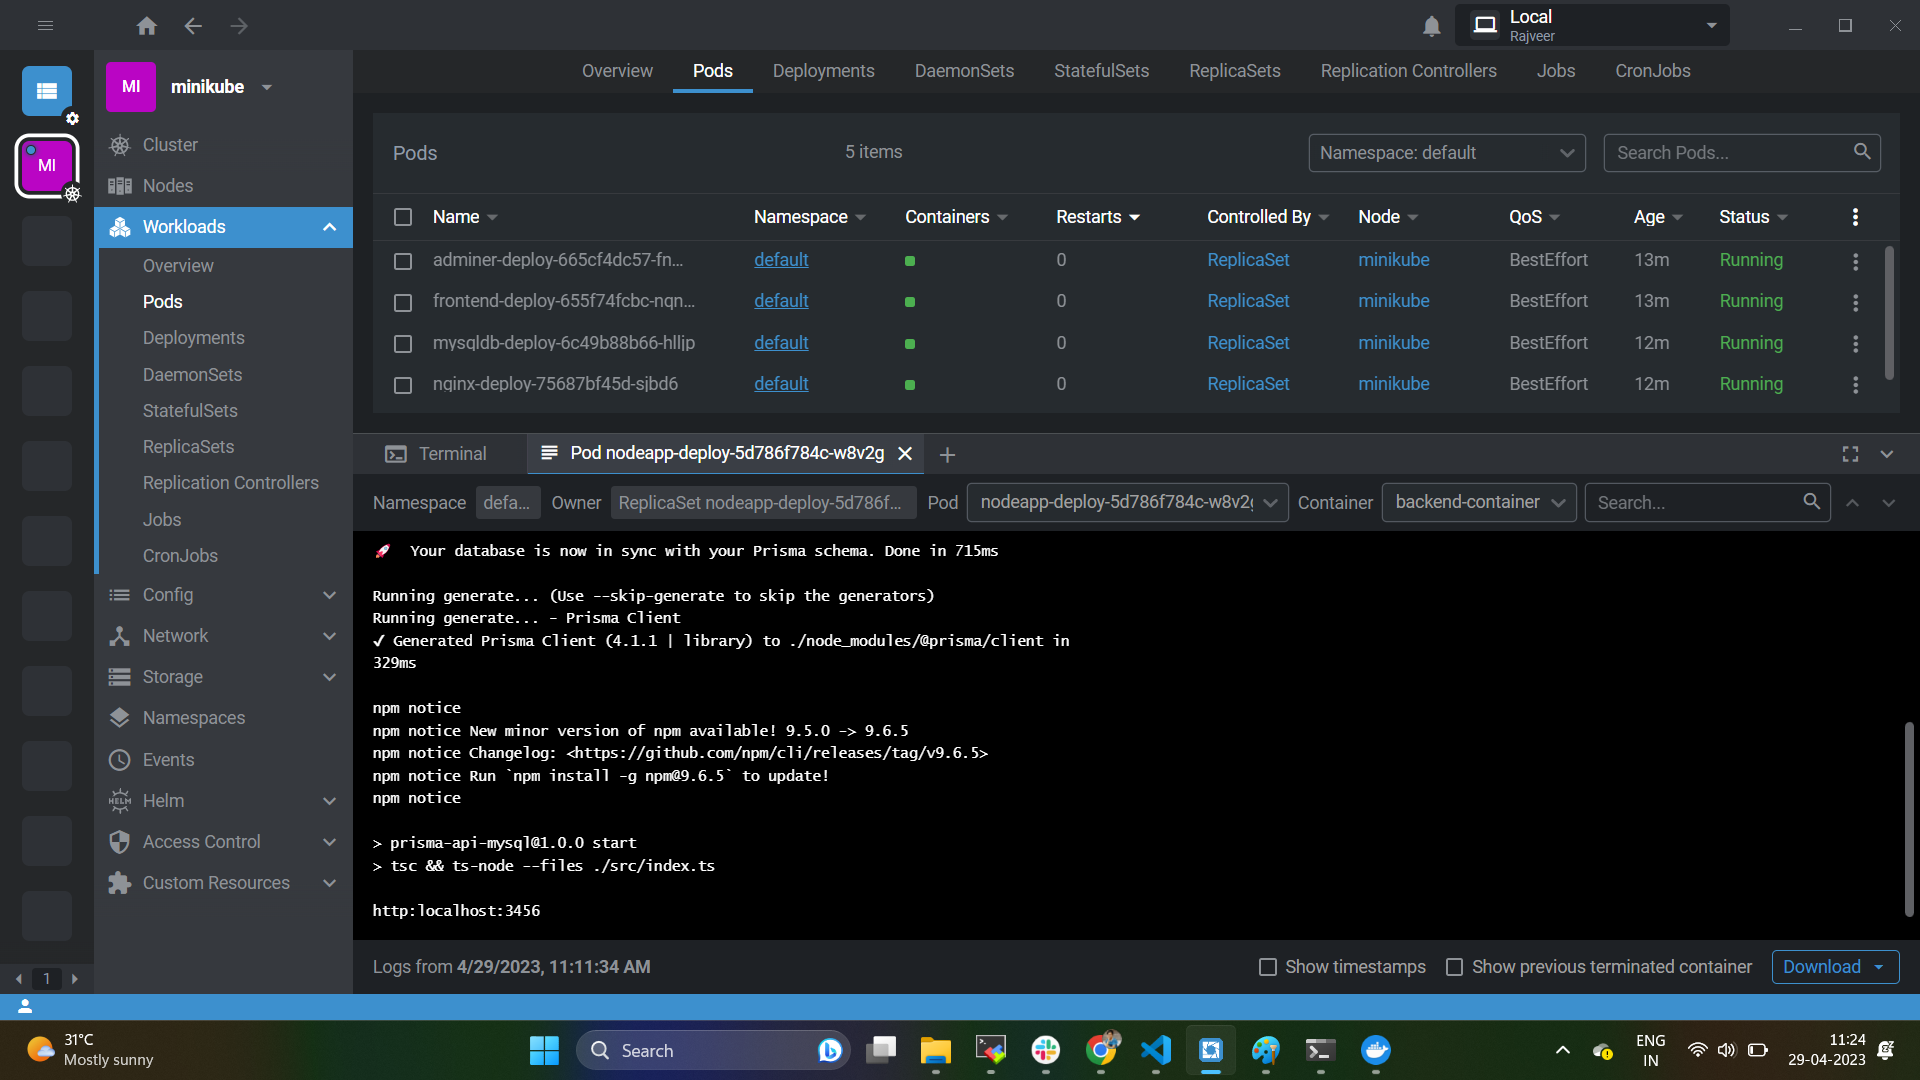 Local
Rajveer
MI
minikube
Overview
Pods
Deployments
DaemonSets
StatefulSets
ReplicaSets
Replication Controllers
Jobs
CronJobs
MI
Cluster
Nodes
Workloads
Overview
Pods
Deployments
DaemonSets
StatefulSets
ReplicaSets
Replication Controllers
Jobs
CronJobs
Config
Network
Storage
Namespaces
Events
HELM
Helm
Access Control
Custom Resources
1
Pods
5 items
Namespace: default
Search Pods...
Name Namespace Containers Restarts Controlled By Node QoS Age Status
adminer-deploy-665cf4dc57-fn... default 0 ReplicaSet minikube BestEffort 13m Running
frontend-deploy-655f74fcbc-nqn... default 0 ReplicaSet minikube BestEffort 13m Running
mysqldb-deploy-6c49b88b66-hlljp default 0 ReplicaSet minikube BestEffort 12m Running
nginx-deploy-75687bf45d-sjbd6 default 0 ReplicaSet minikube BestEffort 12m Running
Terminal
Pod nodeapp-deploy-5d786f784c-w8v2g
Namespace defa... Owner ReplicaSet nodeapp-deploy-5d786f... Pod nodeapp-deploy-5d786f784c-w8v2g Container backend-container Search...
🚀 Your database is now in sync with your Prisma schema. Done in 715ms
Running generate... (Use --skip-generate to skip the generators)
Running generate... - Prisma Client
✔ Generated Prisma Client (4.1.1 | library) to ./node_modules/@prisma/client in
329ms
npm notice
npm notice New minor version of npm available! 9.5.0 -> 9.6.5
npm notice Changelog: <https://github.com/npm/cli/releases/tag/v9.6.5>
npm notice Run `npm install -g npm@9.6.5` to update!
npm notice
> prisma-api-mysql@1.0.0 start
> tsc && ts-node --files ./src/index.ts
http:localhost:3456
Logs from 4/29/2023, 11:11:34 AM
Show timestamps
Show previous terminated container
Download
31°C
Mostly sunny
Search
ENG
IN
11:24
29-04-2023